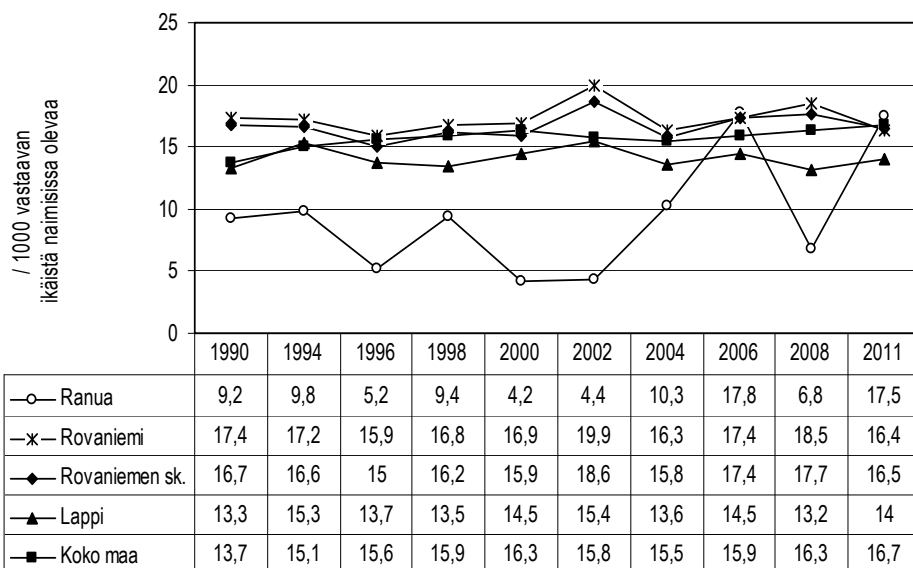 25
20
15
10
5
0
/ 1000 vastaavan
ikäistä naimisissa olevaa
1990 1994 1996 1998 2000 2002 2004 2006 2008 2011
Ranua 9,2 9,8 5,2 9,4 4,2 4,4 10,3 17,8 6,8 17,5
Rovaniemi 17,4 17,2 15,9 16,8 16,9 19,9 16,3 17,4 18,5 16,4
Rovaniemen sk. 16,7 16,6 15 16,2 15,9 18,6 15,8 17,4 17,7 16,5
Lappi 13,3 15,3 13,7 13,5 14,5 15,4 13,6 14,5 13,2 14
Koko maa 13,7 15,1 15,6 15,9 16,3 15,8 15,5 15,9 16,3 16,7